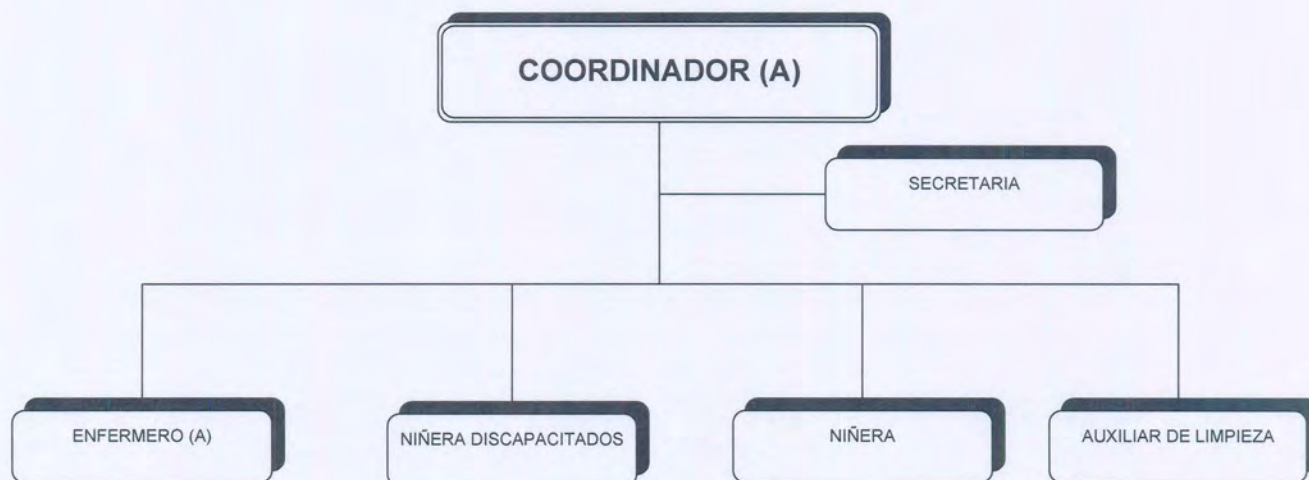 COORDINADOR (A)
SECRETARIA
ENFERMERO (A)
NIÑERA DISCAPACITADOS
NIÑERA
AUXILIAR DE LIMPIEZA